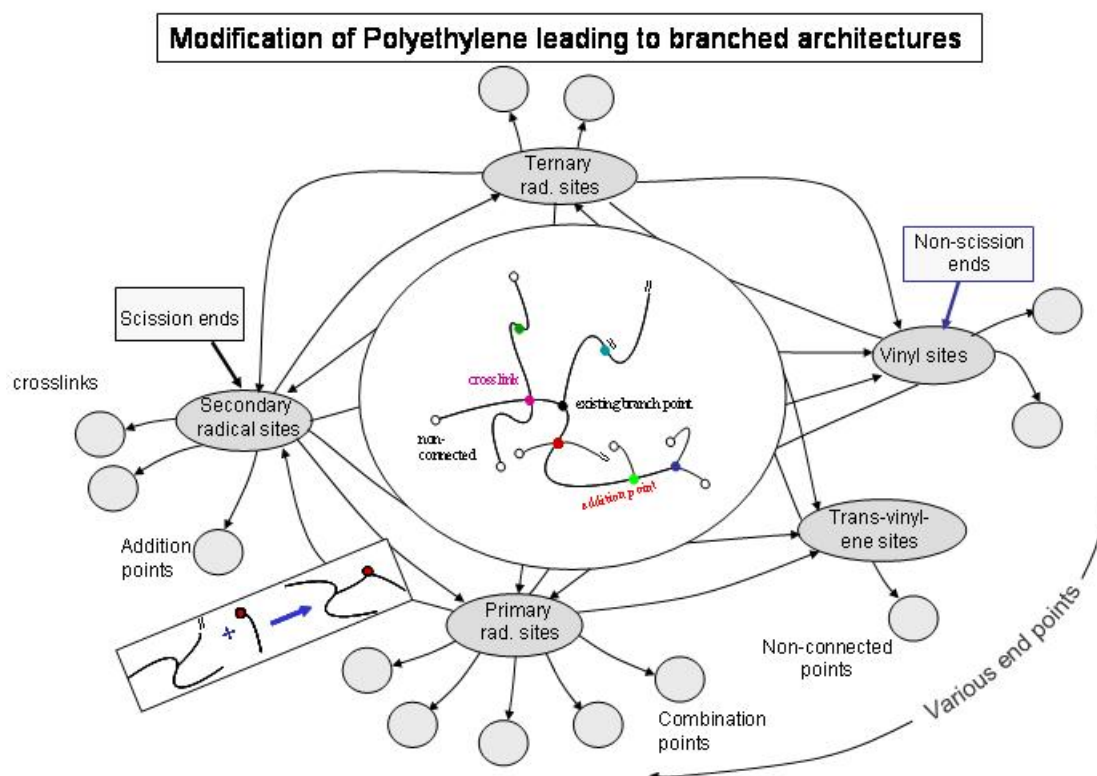 Modification of Polyethylene leading to branched architectures
Ternary
rad. sites
Non-scission
ends
Scission ends
Vinyl sites
crosslinks
Secondary
radical sites
crosslink
existing branch point
non-
connected
addition point
Trans-vinyl-
ene sites
Addition
points
Primary
rad. sites
Non-connected
points
Combination
points
Various end points